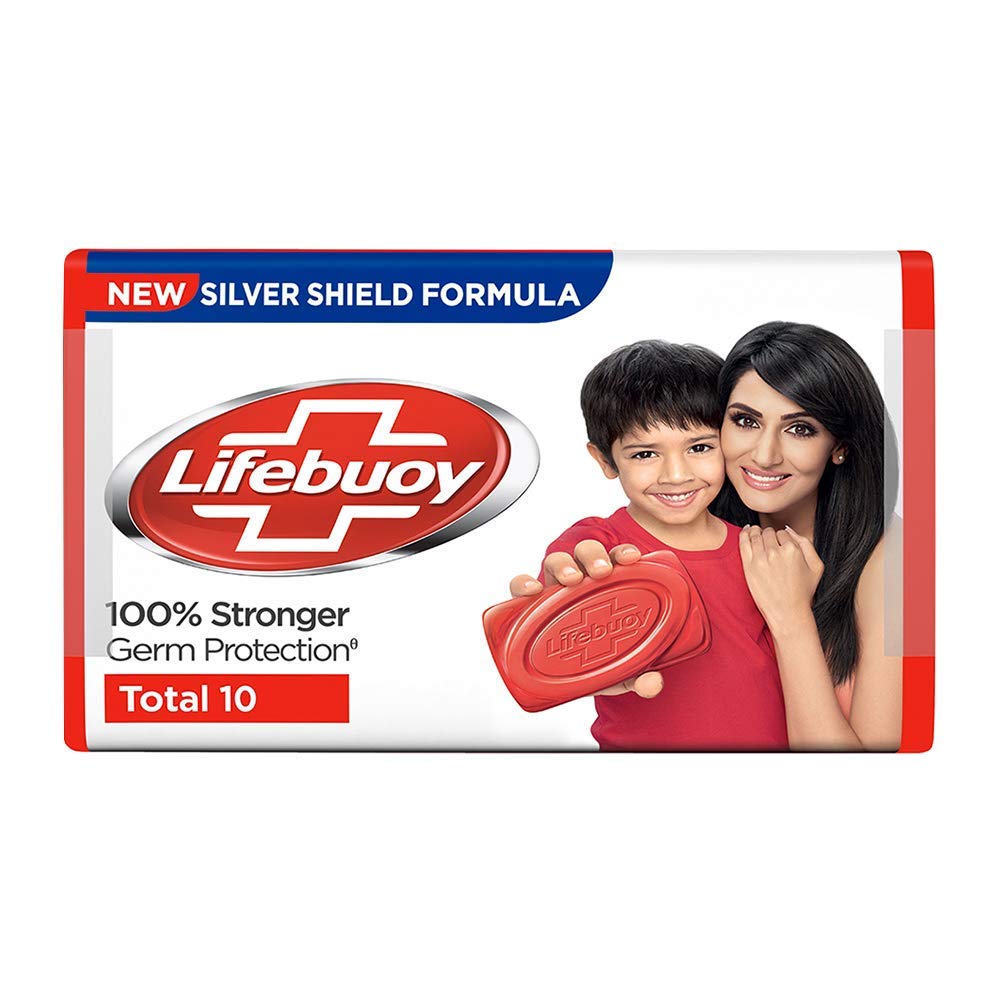 NEW SILVER SHIELD FORMULA
Lifebuoy
100% Stronger
Germ Protection^θ
Total 10
Lifebuoy